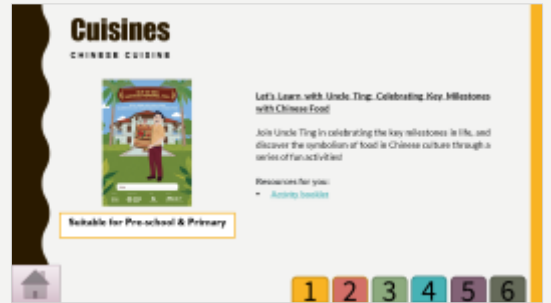 Cuisines
CHINESE CUISINE
Let's Learn with Uncle Ting: Celebrating Key Milestones
with Chinese Food
Join Uncle Ting in celebrating the key milestones in life, and
discover the symbolism of food in Chinese culture through a
series of fun activities!
Resources for you:
• Activity booklet
Suitable for Pre-school & Primary
1 2 3 4 5 6